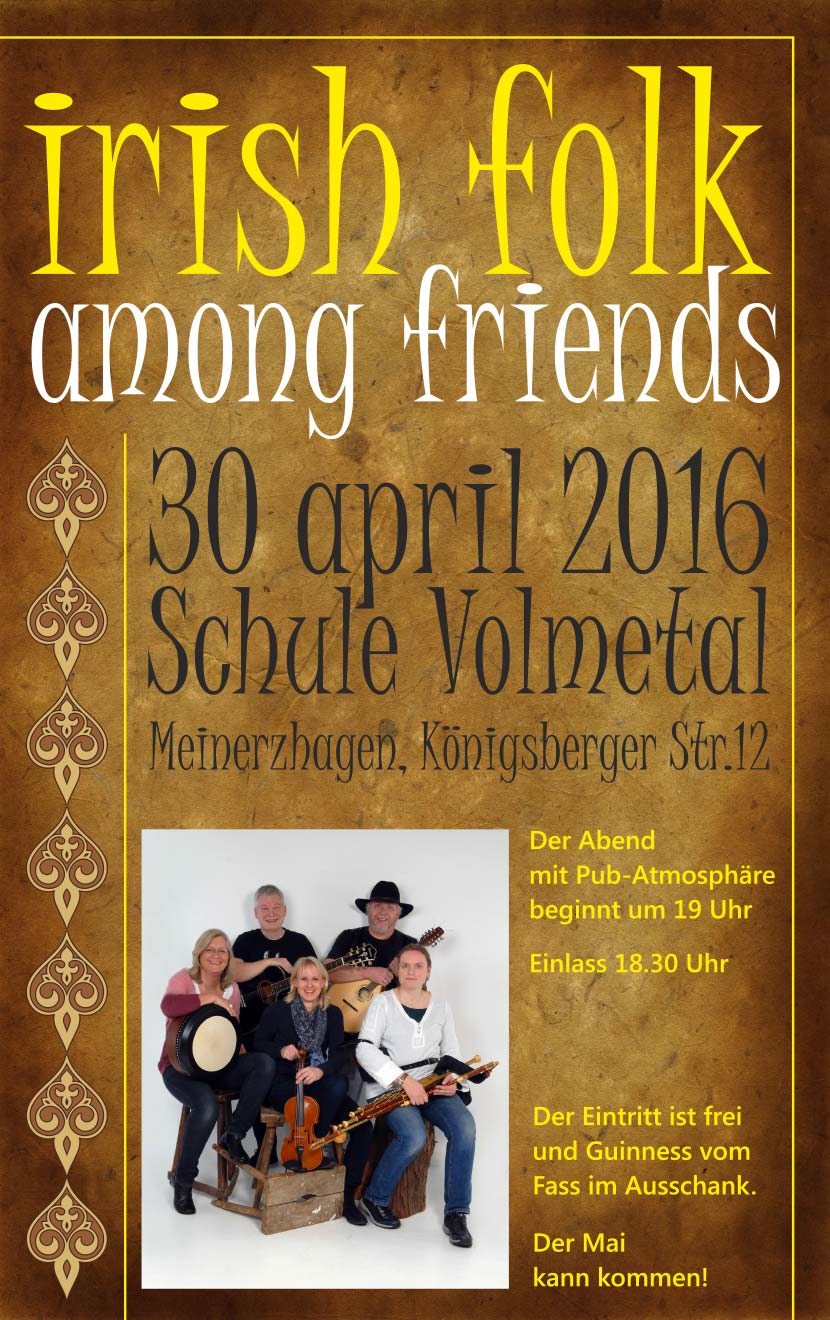 irish folk
among friends
30 april 2016
Schule Volmetal
Meinerzhagen, Königsberger Str.12
Der Abend
mit Pub-Atmosphäre
beginnt um 19 Uhr
Einlass 18.30 Uhr
Der Eintritt ist frei
und Guinness vom
Fass im Ausschank.
Der Mai
kann kommen!